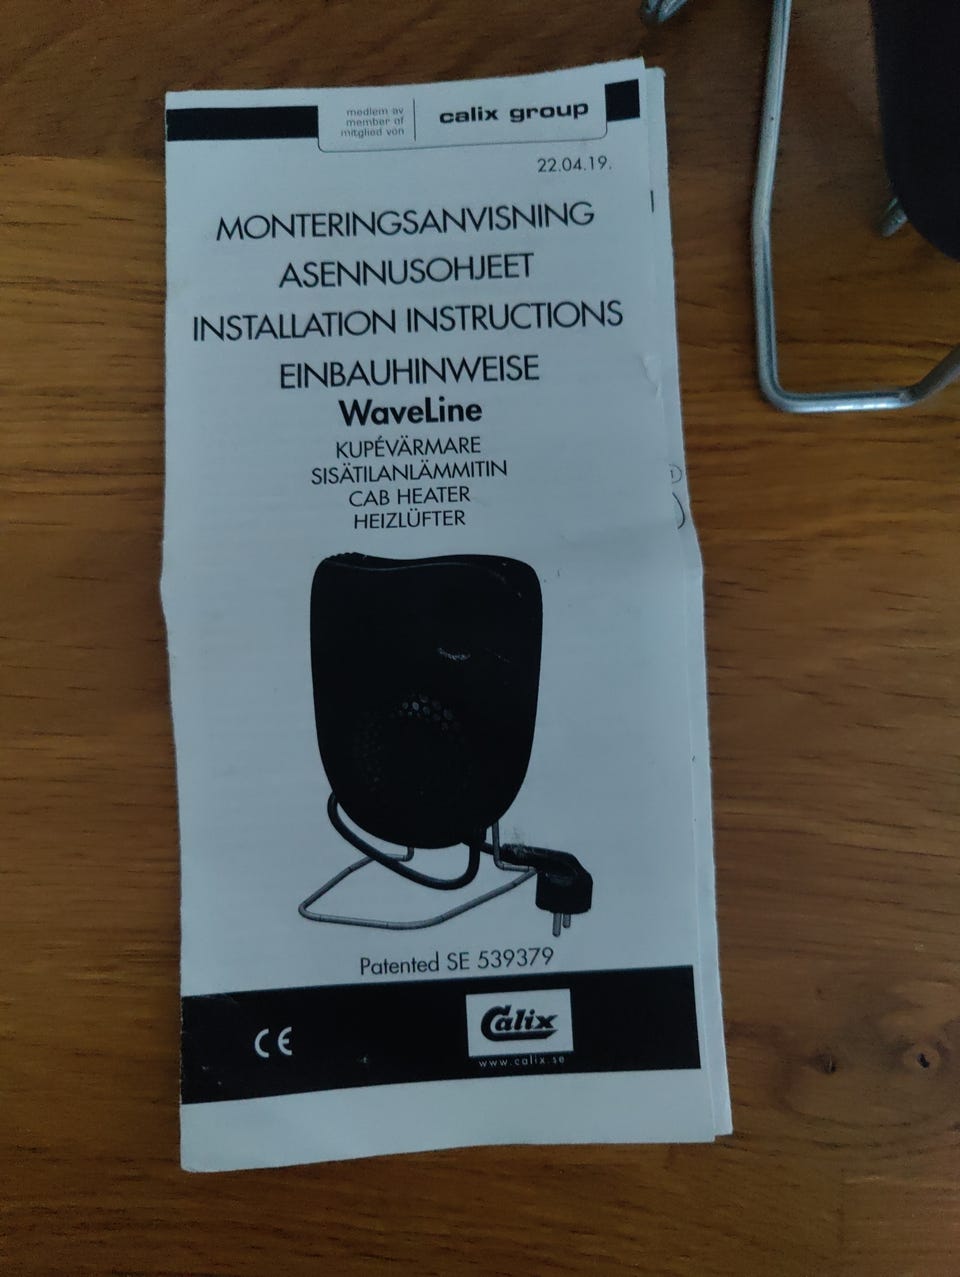 medlem av
member of
mitglied von
calix group
22.04.19.
MONTERINGSANVISNING
ASENNUSOHJEET
INSTALLATION INSTRUCTIONS
EINBAUHINWEISE
WaveLine
KUPÉVÄRMARE
SISÄTILANLÄMMITIN
CAB HEATER
HEIZLÜFTER
Patented SE 539379
CE
Calix
www.calix.se